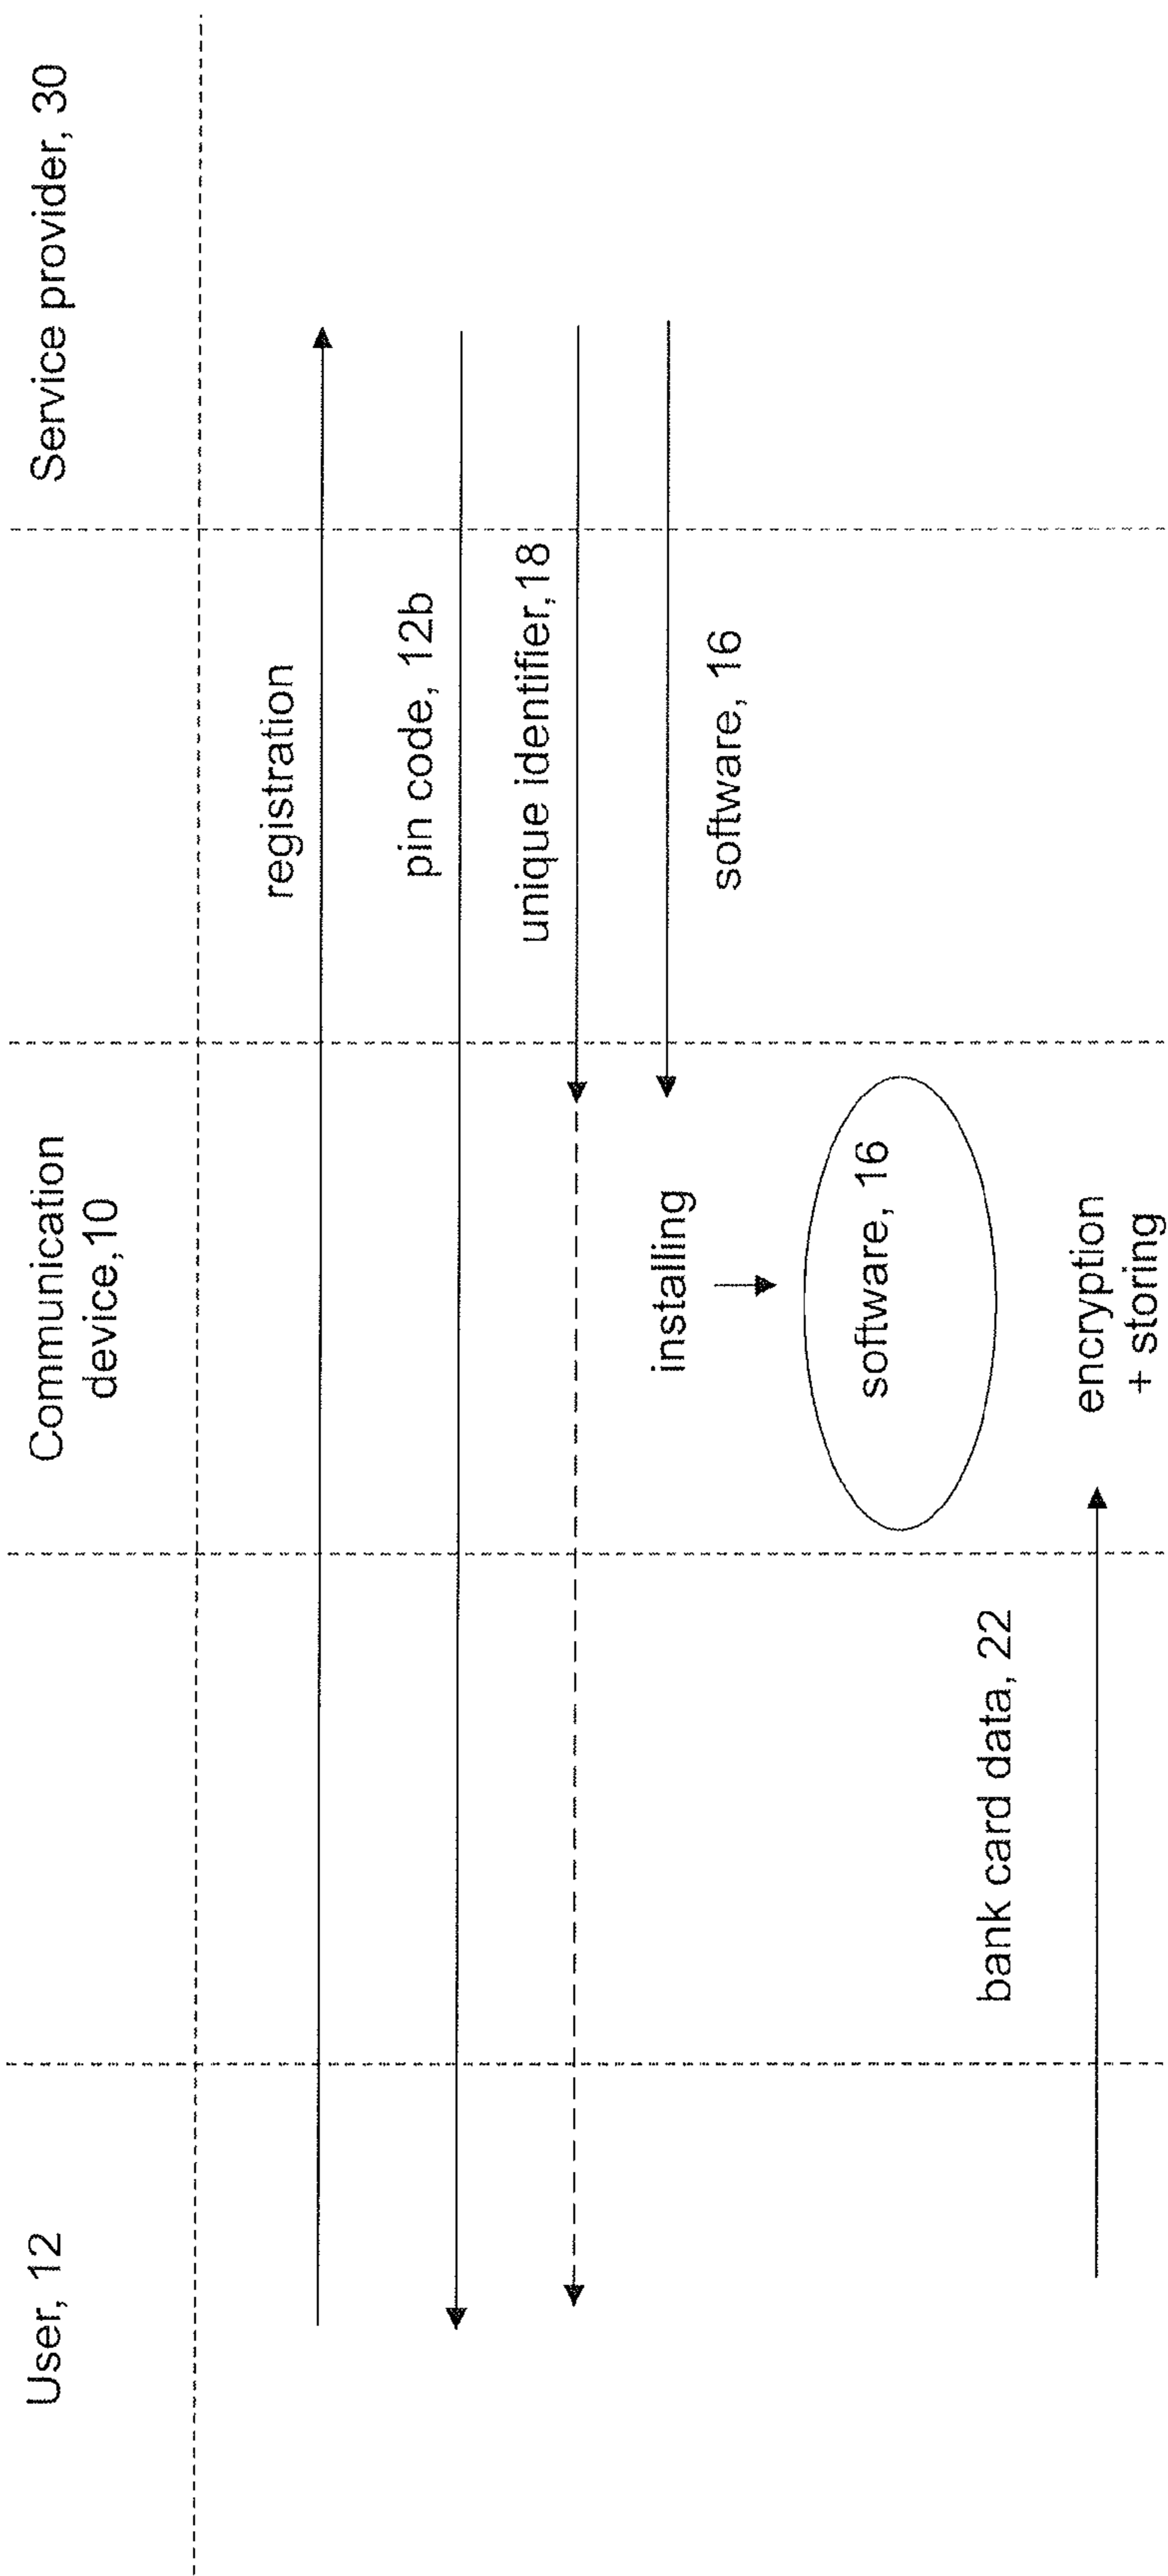 User, 12
Communication
device,10
Service provider, 30
registration
pin code, 12b
unique identifier,18
installing
software, 16
software, 16
bank card data, 22
encryption
+ storing